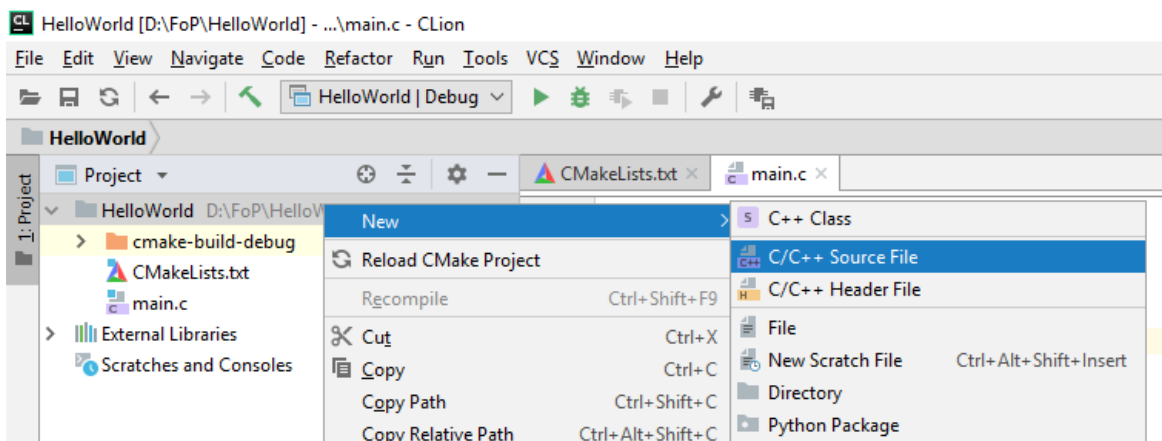 CL HelloWorld [D:\FoP\HelloWorld] - ...\main.c - CLion
File Edit View Navigate Code Refactor Run Tools VCS Window Help
HelloWorld | Debug
HelloWorld
1: Project
Project
CMakeLists.txt
main.c
HelloWorld D:\FoP\HelloW
cmake-build-debug
CMakeLists.txt
main.c
External Libraries
Scratches and Consoles
New
Reload CMake Project
Recompile Ctrl+Shift+F9
Cut Ctrl+X
Copy Ctrl+C
Copy Path Ctrl+Shift+C
Copy Relative Path Ctrl+Alt+Shift+C
S C++ Class
C++ C/C++ Source File
H C/C++ Header File
File
New Scratch File Ctrl+Alt+Shift+Insert
Directory
Python Package